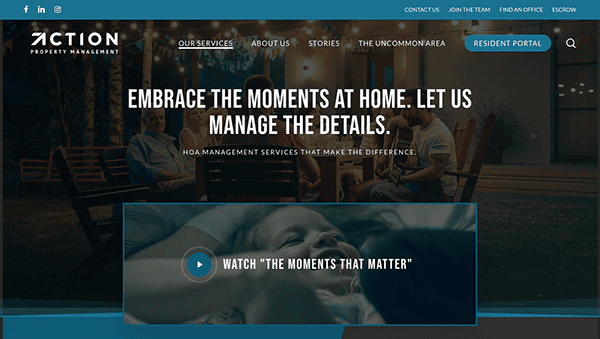 CONTACT US JOIN THE TEAM FIND AN OFFICE ESCROW
ACTION
PROPERTY MANAGEMENT
OUR SERVICES ABOUT US STORIES THE UNCOMMON AREA RESIDENT PORTAL
EMBRACE THE MOMENTS AT HOME. LET US
MANAGE THE DETAILS.
HOA MANAGEMENT SERVICES THAT MAKE THE DIFFERENCE.
WATCH "THE MOMENTS THAT MATTER"